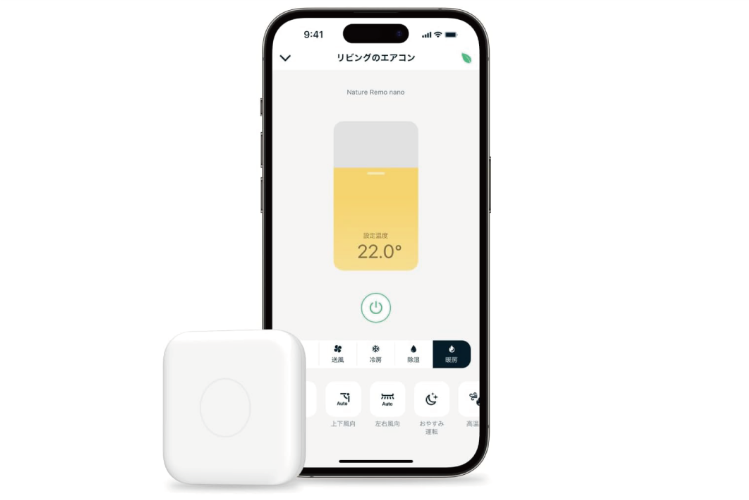 9:41
リビングのエアコン
Nature Remo nano
設定温度
22.0°
送風 冷房 除湿 暖房
Auto Auto
上下風向 左右風向 おやすみ 高温
運転